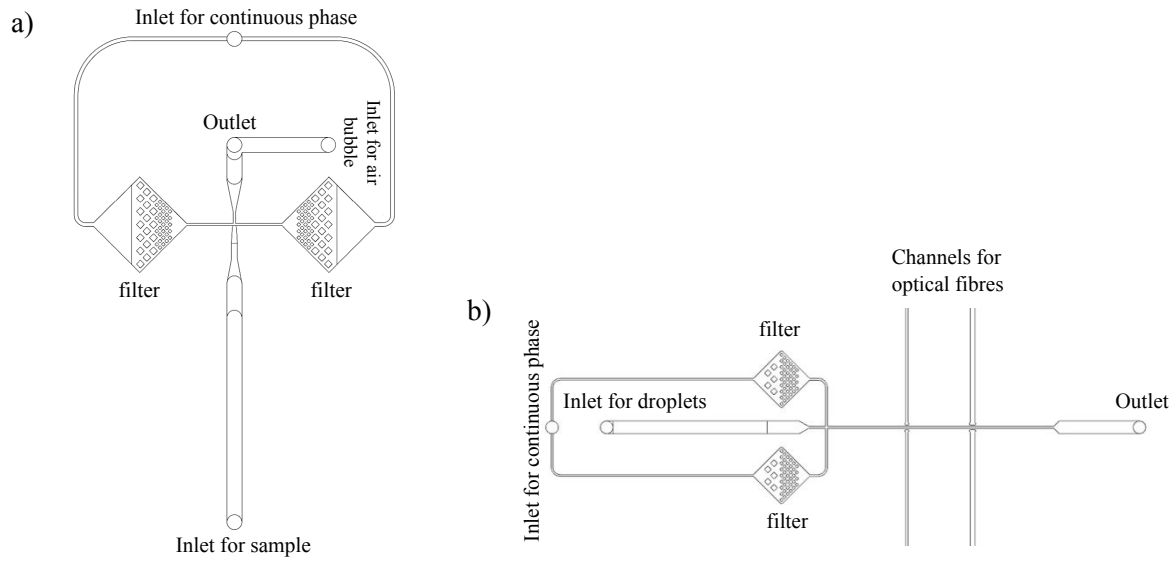 a)
Inlet for continuous phase
Outlet
Inlet for air
bubble
filter
filter
Inlet for sample
b)
Inlet for continuous phase
Inlet for droplets
filter
filter
Channels for
optical fibres
Outlet